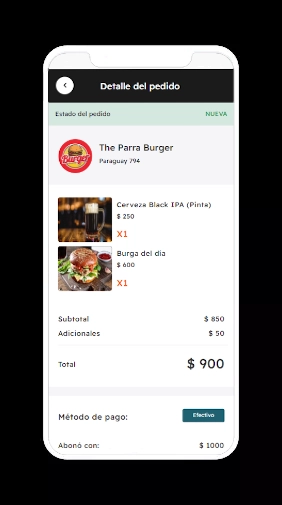 Detalle del pedido
Estado del pedido NUEVA
Burger
The Parra Burger
Paraguay 794
Cerveza Black IPA (Pinta)
$ 250
X1
Burga del dia
$ 600
X1
Subtotal $ 850
Adicionales $ 50
Total $ 900
Método de pago: Efectivo
Abonó con: $ 1000